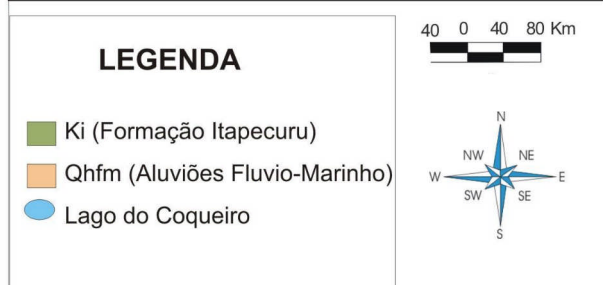 LEGENDA
Ki (Formação Itapecuru)
Qhfm (Aluviões Fluvio-Marinho)
Lago do Coqueiro
40 0 40 80 Km
N
NW NE
W E
SW SE
S